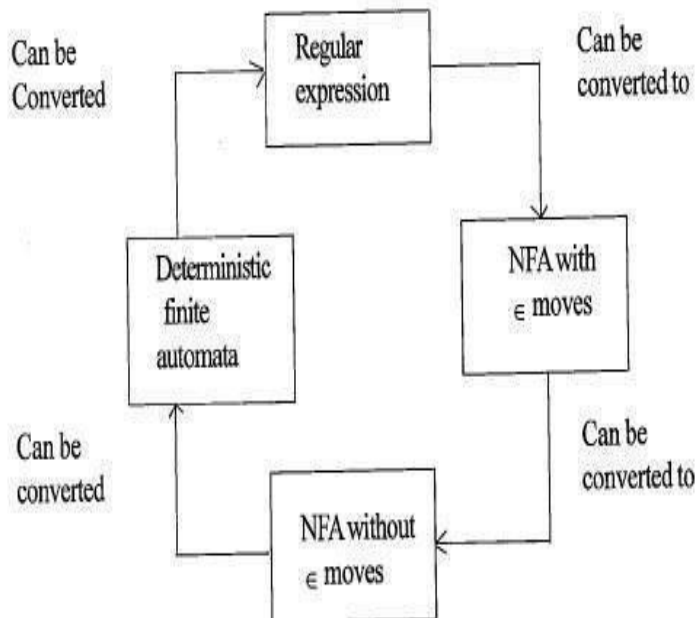 Can be
Converted
Regular
expression
Can be
converted to
Deterministic
finite
automata
NFA with
∈ moves
Can be
converted
Can be
converted to
NFA without
∈ moves